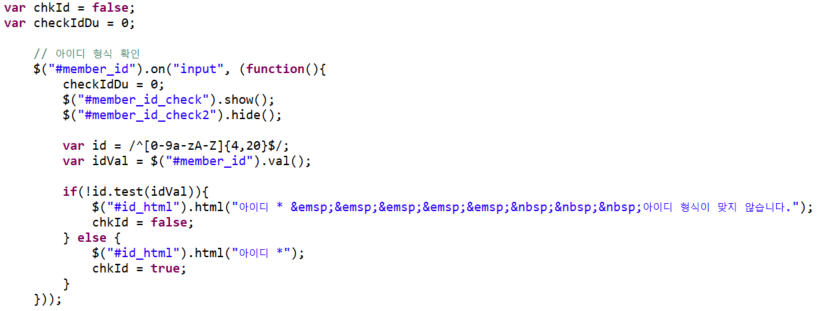 var chkId = false;
var checkIdDu = 0;
// 아이디 형식 확인
$("#member_id").on("input", (function(){
checkIdDu = 0;
$("#member_id_check").show();
$("#member_id_check2").hide();
var id = /^[0-9a-zA-Z]{4,20}$/;
var idVal = $("#member_id").val();
if(!id.test(idVal)){
$("#id_html").html("아이디 * &emsp;&emsp;&emsp;&emsp;&emsp;&nbsp;&nbsp;&nbsp;아이디 형식이 맞지 않습니다.");
chkId = false;
} else {
$("#id_html").html("아이디 *");
chkId = true;
}
}));